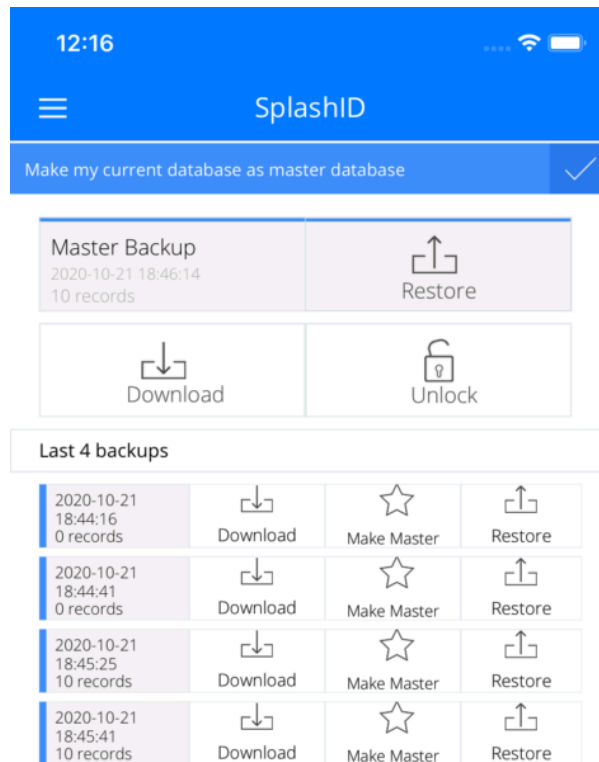 12:16
SplashID
Make my current database as master database
Master Backup
2020-10-21 18:46:14
10 records
Restore
Download
Unlock
Last 4 backups
2020-10-21
18:44:16
0 records
Download
Make Master
Restore
2020-10-21
18:44:41
0 records
Download
Make Master
Restore
2020-10-21
18:45:25
10 records
Download
Make Master
Restore
2020-10-21
18:45:41
10 records
Download
Make Master
Restore